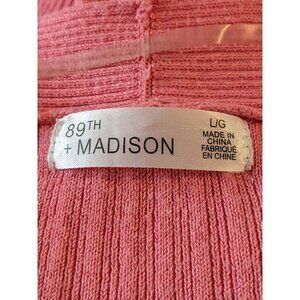 89TH
+ MADISON
L/G
MADE IN
CHINA
FABRIQUÉ
EN CHINE